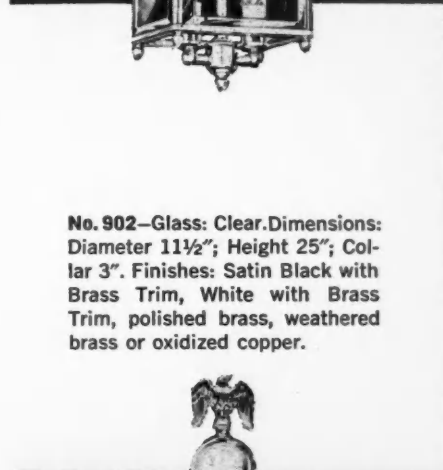 No. 902—Glass: Clear.Dimensions:
Diameter 11½″; Height 25″; Col-
lar 3″. Finishes: Satin Black with
Brass Trim, White with Brass
Trim, polished brass, weathered
brass or oxidized copper.